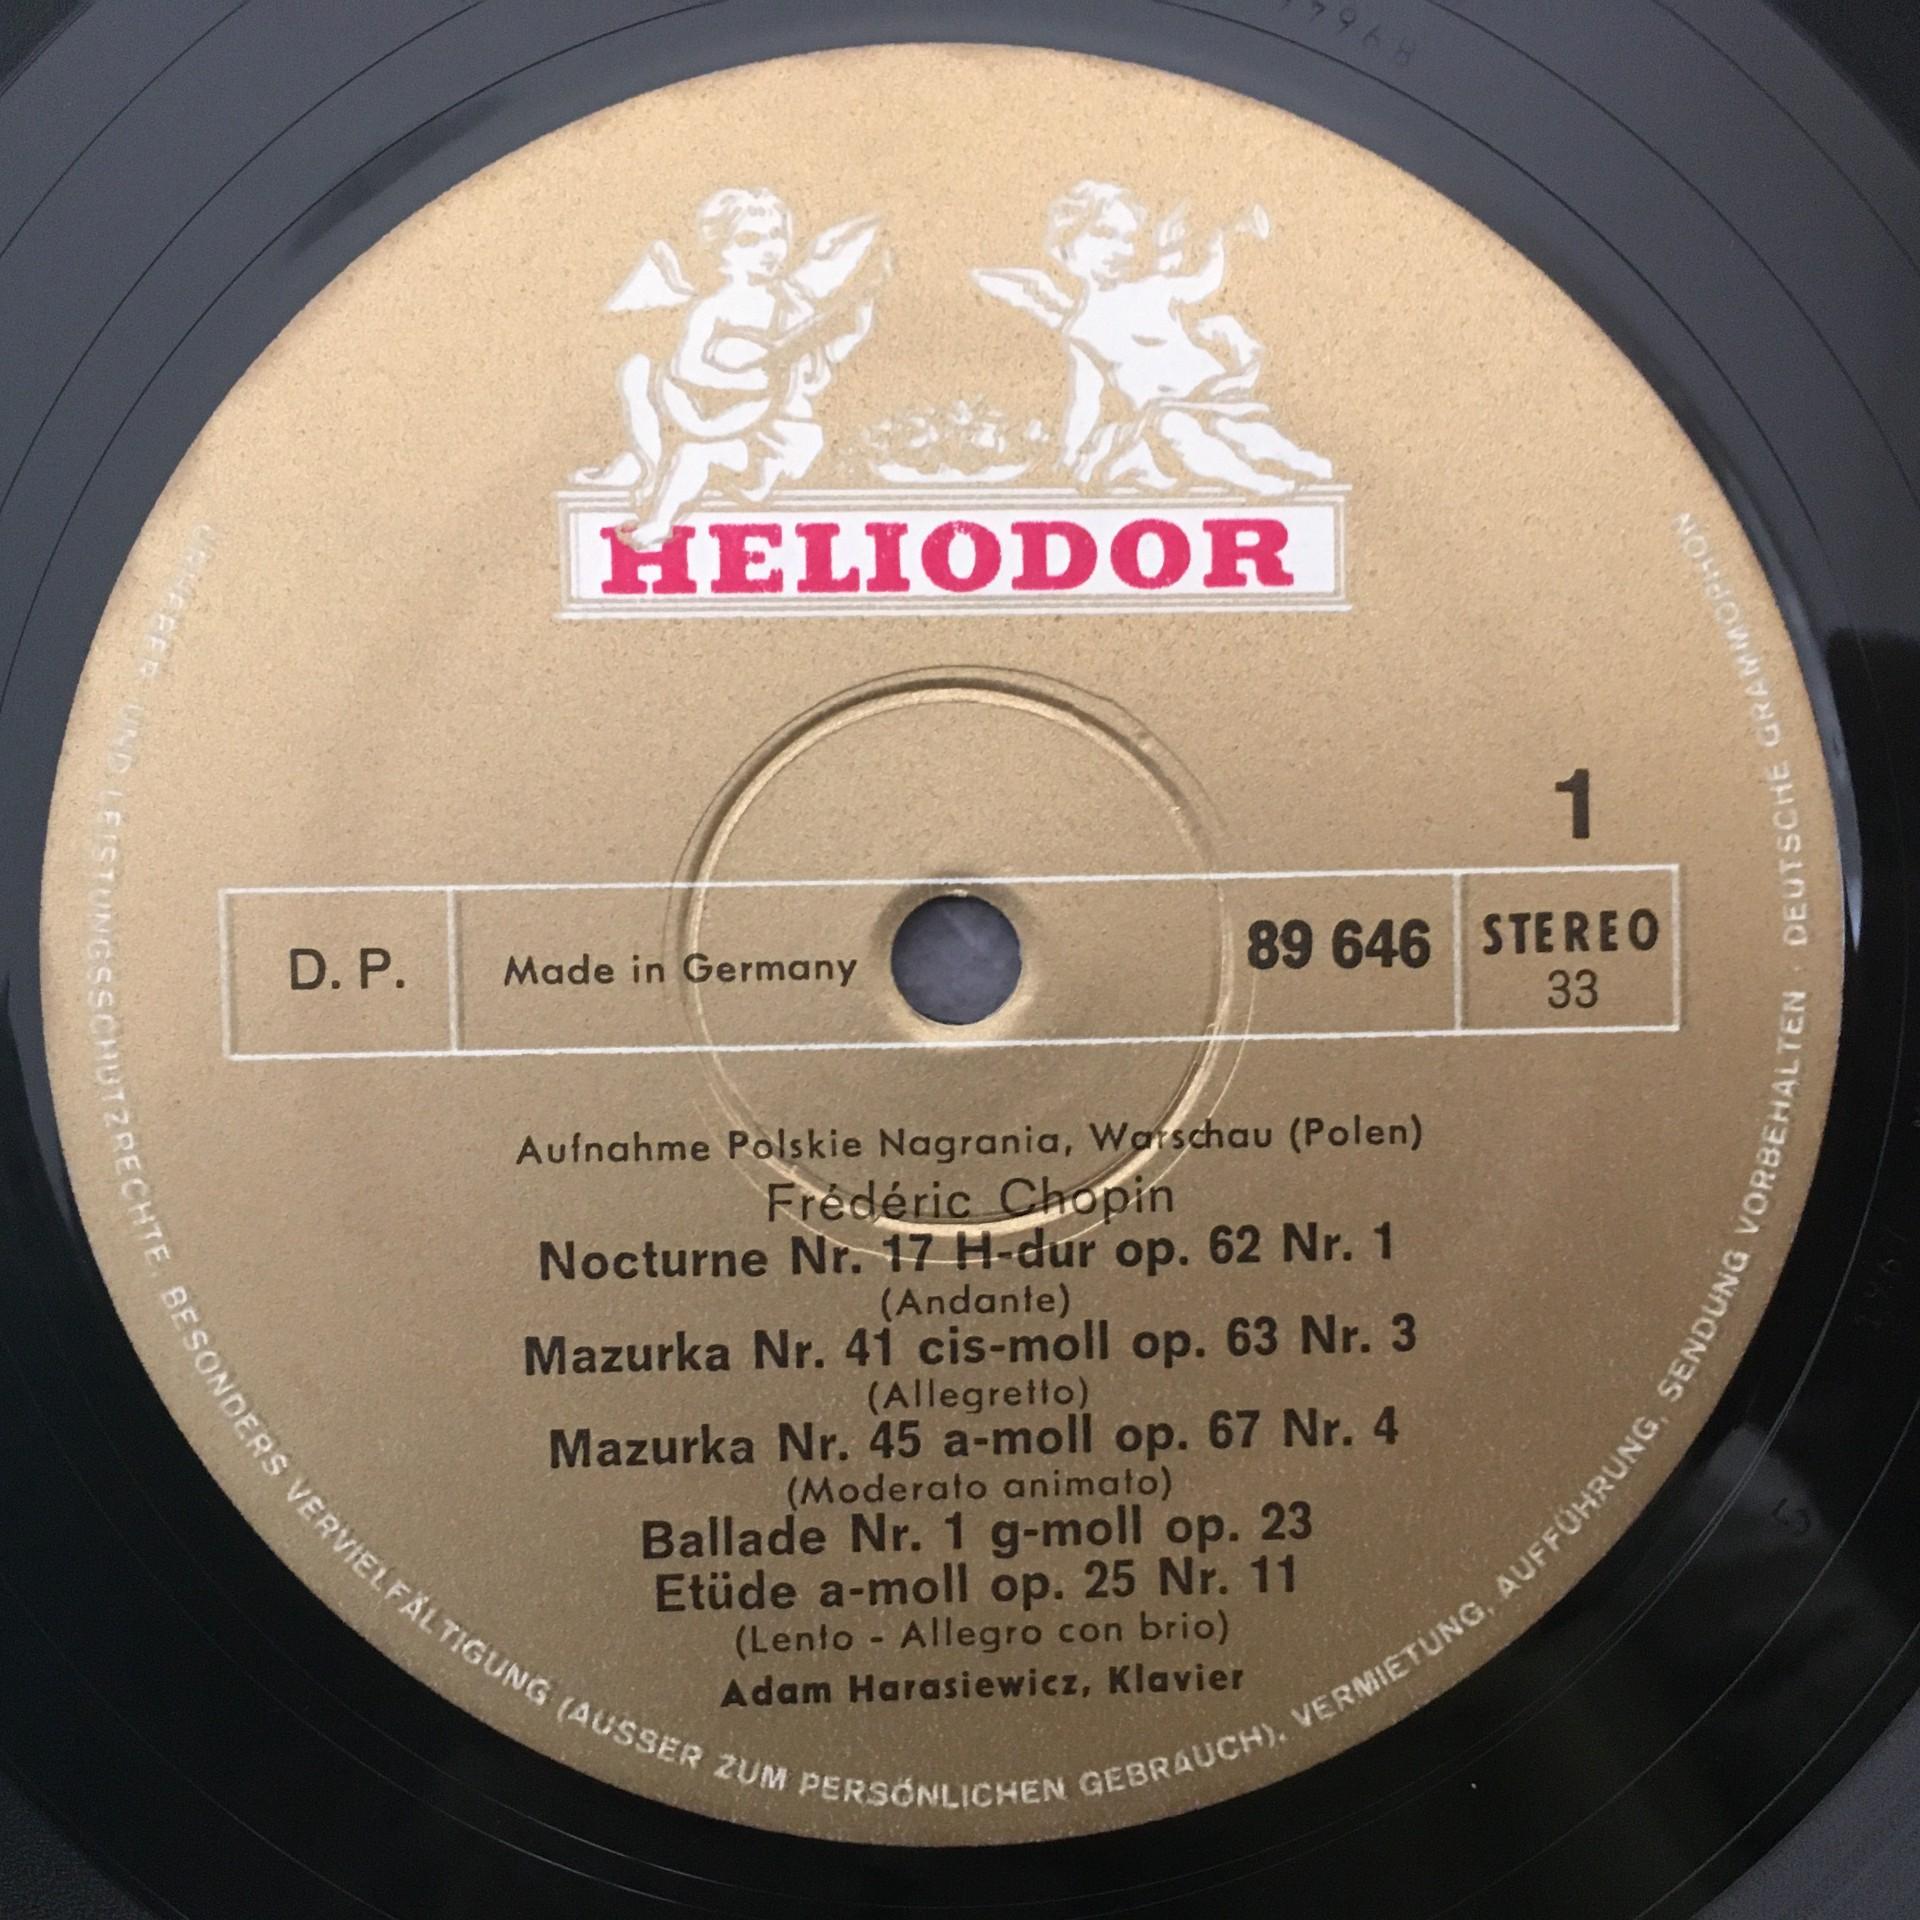 HELIODOR
1
D. P.
Made in Germany
89 646
STEREO
33
Aufnahme Polskie Nagrania, Warschau (Polen)
Frédéric Chopin
Nocturne Nr. 17 H-dur op. 62 Nr. 1
(Andante)
Mazurka Nr. 41 cis-moll op. 63 Nr. 3
(Allegretto)
Mazurka Nr. 45 a-moll op. 67 Nr. 4
(Moderato animato)
Ballade Nr. 1 g-moll op. 23
Etüde a-moll op. 25 Nr. 11
(Lento - Allegro con brio)
Adam Harasiewicz, Klavier
URHEBER- UND LEISTUNGSSCHUTZRECHTE, BESONDERS VERVIELFÄLTIGUNG (AUSSER ZUM PERSÖNLICHEN GEBRAUCH), VERMIETUNG, AUFFÜHRUNG, SENDUNG VORBEHALTEN · DEUTSCHE GRAMMOPHON